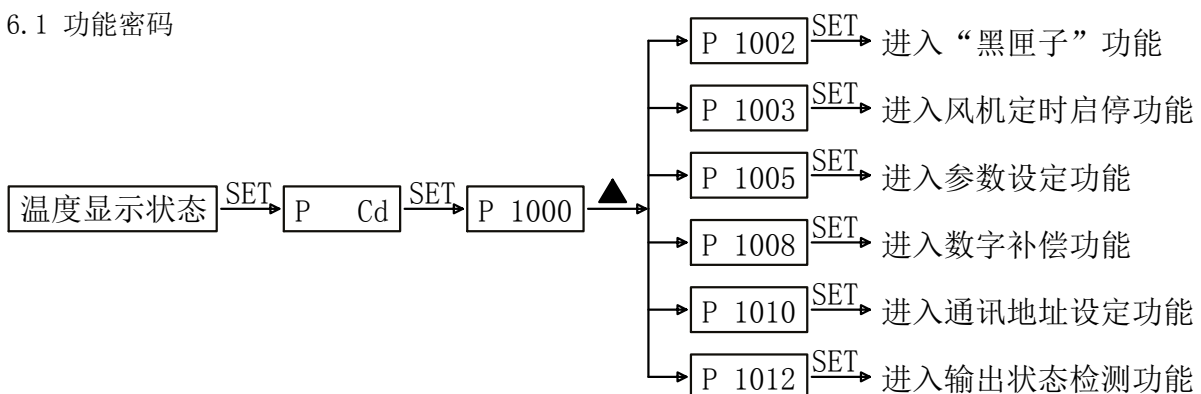 6.1 功能密码
P 1002 SET 进入“黑匣子”功能
P 1003 SET 进入风机定时启停功能
P 1005 SET 进入参数设定功能
温度显示状态 SET P Cd SET P 1000 ▲
P 1008 SET 进入数字补偿功能
P 1010 SET 进入通讯地址设定功能
P 1012 SET 进入输出状态检测功能